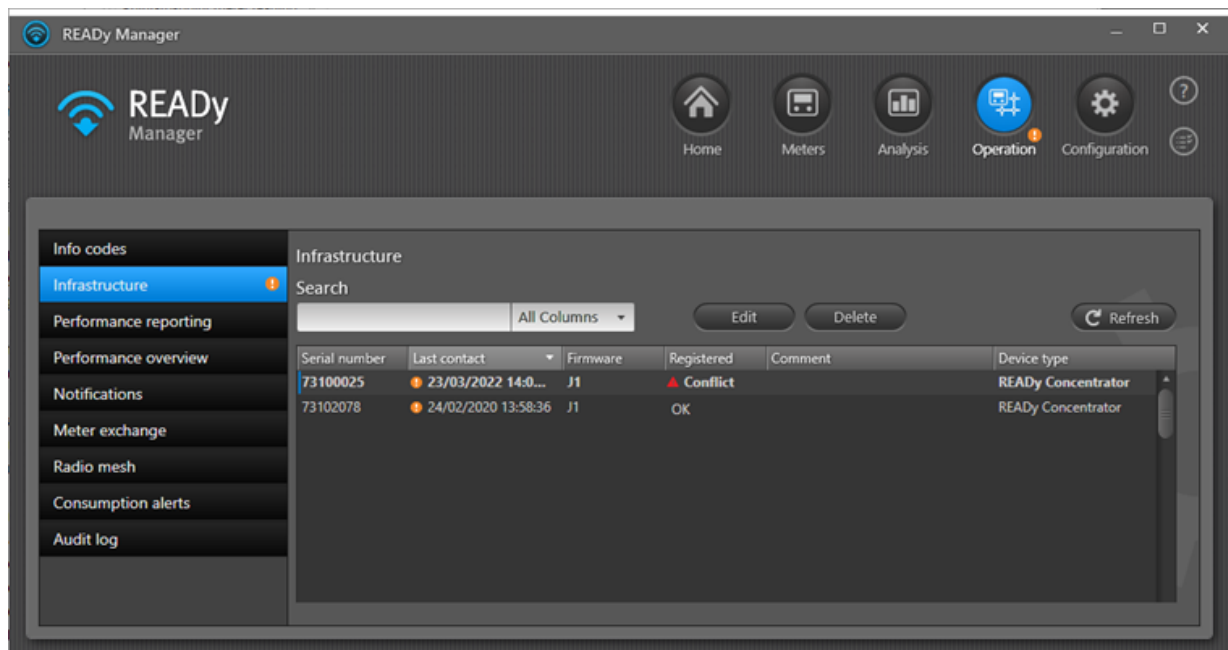 READy Manager
READy
Manager
Home Meters Analysis Operation Configuration
Info codes
Infrastructure
Performance reporting
Performance overview
Notifications
Meter exchange
Radio mesh
Consumption alerts
Audit log
Infrastructure
Search
All Columns Edit Delete Refresh
Serial number Last contact Firmware Registered Comment Device type
73100025 23/03/2022 14:0... J1 Conflict READy Concentrator
73102078 24/02/2020 13:58:36 J1 OK READy Concentrator